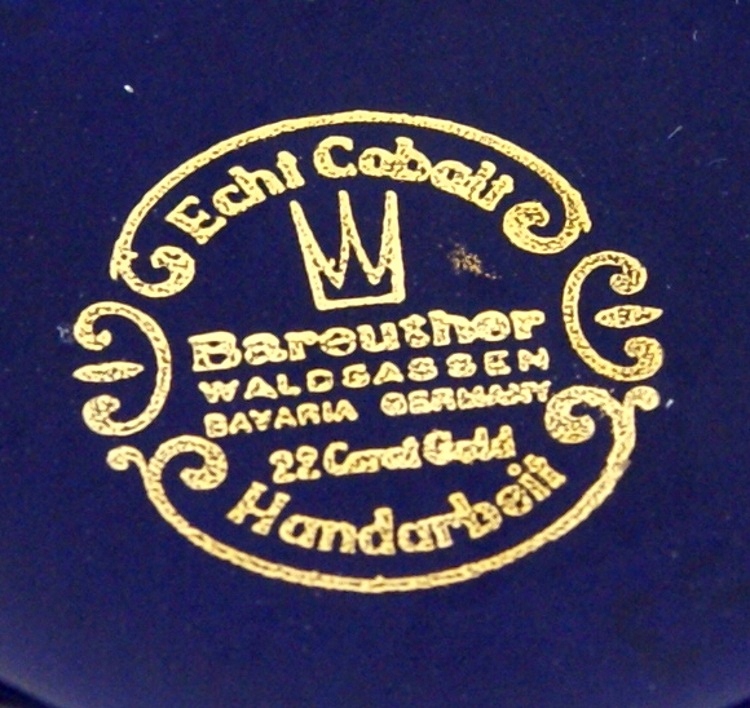 Echt Cobalt
W
Bareuther
WALDSASSEN
BAVARIA GERMANY
22 Carat Gold
Handarbeit